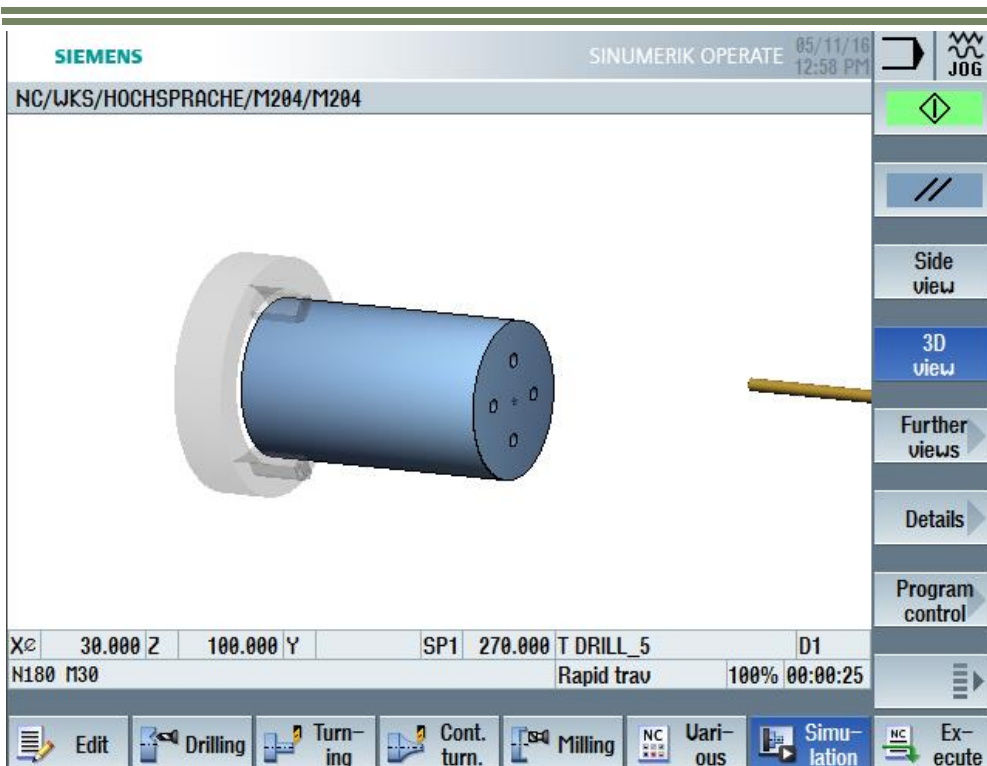 SIEMENS
SINUMERIK OPERATE
05/11/16
12:58 PM
JOG
NC/WKS/HOCHSPRACHE/M204/M204
Side
view
3D
view
Further
views
Details
Program
control
X⌀ 30.000 Z 100.000 Y SP1 270.000 T DRILL_5 D1
N180 M30 Rapid trav 100% 00:00:25
Edit
Drilling
Turn-
ing
Cont.
turn.
Milling
NC
Vari-
ous
Simu-
lation
NC
Ex-
ecute